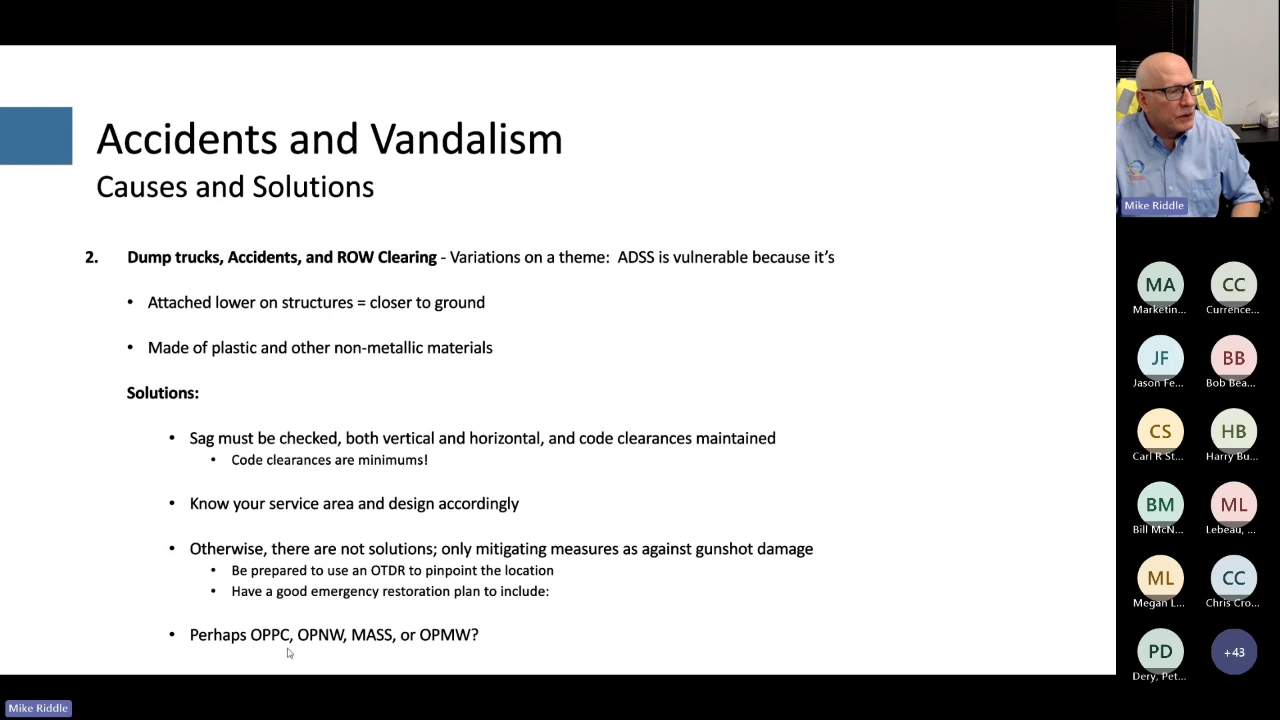 Accidents and Vandalism
Causes and Solutions
2. Dump trucks, Accidents, and ROW Clearing - Variations on a theme: ADSS is vulnerable because it's
• Attached lower on structures = closer to ground
• Made of plastic and other non-metallic materials
Solutions:
• Sag must be checked, both vertical and horizontal, and code clearances maintained
• Code clearances are minimums!
• Know your service area and design accordingly
• Otherwise, there are not solutions; only mitigating measures as against gunshot damage
• Be prepared to use an OTDR to pinpoint the location
• Have a good emergency restoration plan to include:
• Perhaps OPPC, OPNW, MASS, or OPMW?
Mike Riddle
MA CC
Marketin... Currence...
JF BB
Jason Fe... Bob Bea...
CS HB
Carl R St... Harry Bu...
BM ML
Bill McN... Lebeau, ...
ML CC
Megan L... Chris Cro...
PD +43
Dery, Pet...
Mike Riddle